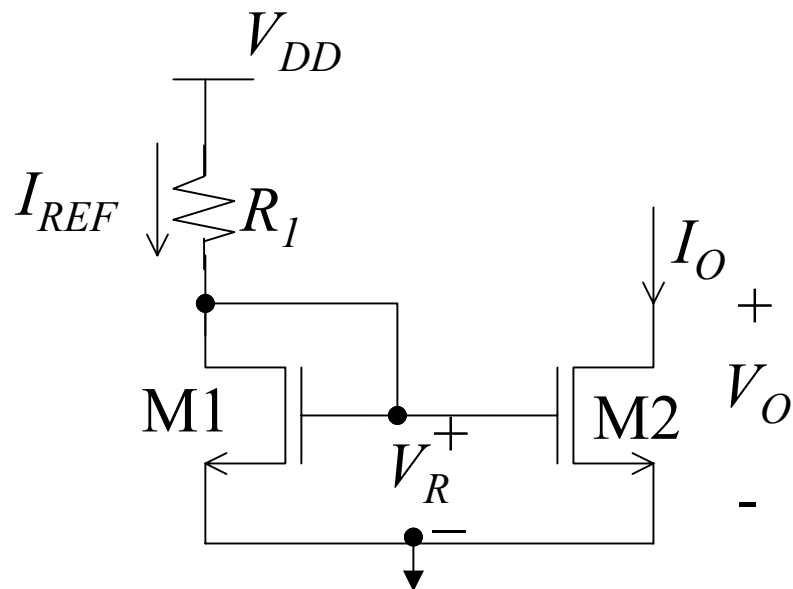 V_DD
I_REF
R_1
I_O
+
M1
M2
V_O
V_R
+
-
–